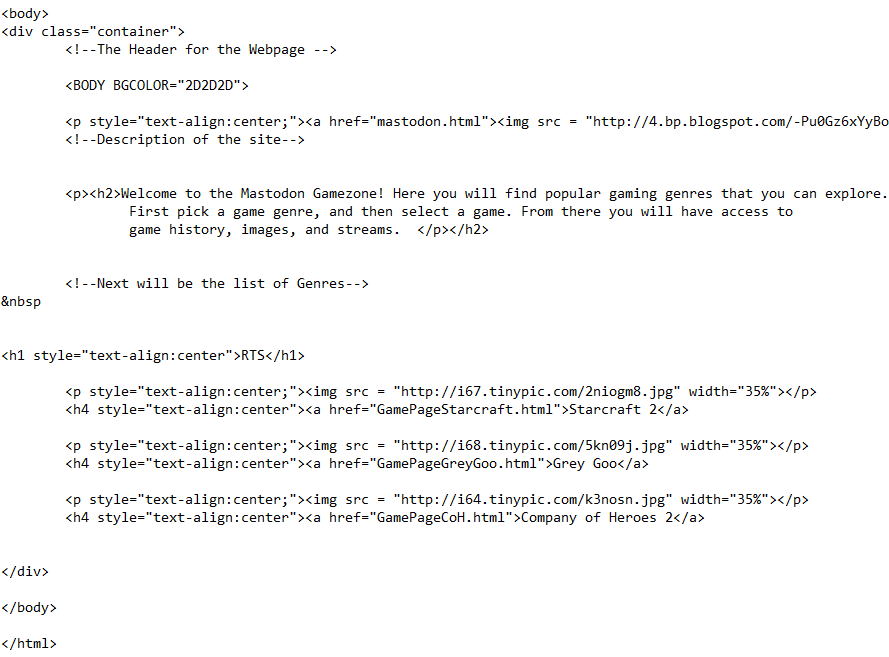 <body>
<div class="container">
<!--The Header for the Webpage -->
<BODY BGCOLOR="2D2D2D">
<p style="text-align:center;"><a href="mastodon.html"><img src = "http://4.bp.blogspot.com/-Pu0Gz6xYyBo
<!--Description of the site-->
<p><h2>Welcome to the Mastodon Gamezone! Here you will find popular gaming genres that you can explore.
First pick a game genre, and then select a game. From there you will have access to
game history, images, and streams.  </p></h2>
<!--Next will be the list of Genres-->
&nbsp
<h1 style="text-align:center">RTS</h1>
<p style="text-align:center;"><img src = "http://i67.tinypic.com/2niogm8.jpg" width="35%"></p>
<h4 style="text-align:center"><a href="GamePageStarcraft.html">Starcraft 2</a>
<p style="text-align:center;"><img src = "http://i68.tinypic.com/5kn09j.jpg" width="35%"></p>
<h4 style="text-align:center"><a href="GamePageGreyGoo.html">Grey Goo</a>
<p style="text-align:center;"><img src = "http://i64.tinypic.com/k3nosn.jpg" width="35%"></p>
<h4 style="text-align:center"><a href="GamePageCoH.html">Company of Heroes 2</a>
</div>
</body>
</html>